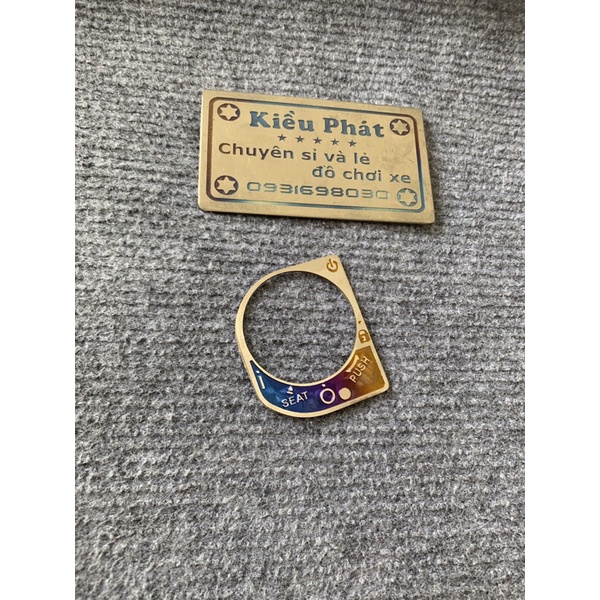 Kiều Phát
Chuyên sỉ và lẻ
đồ chơi xe
0931698030
SEAT
PUSH